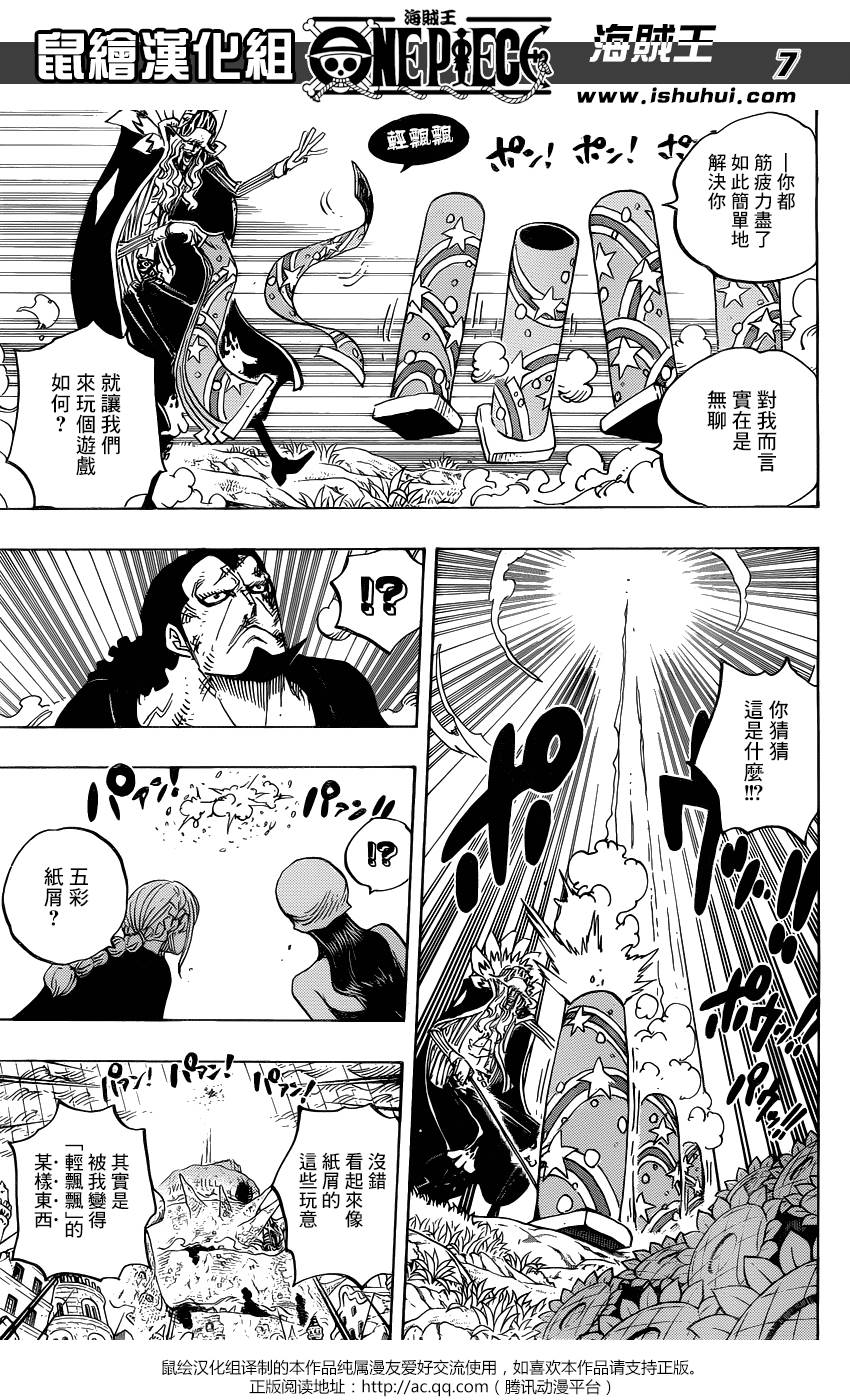 鼠繪漢化組
海賊王
ONE PIECE
海賊王
7
www.ishuhui.com
—你都
筋疲力盡了
如此簡單地
解決你
ポン!
ポン!
輕飄飄
對我而言
實在是
無聊
就讓我們
來玩個遊戲
如何?
你猜猜
這是什麼!!?
ポウッ!!
!?
パァン!
パァン!!
!?
五彩
紙屑?
パァン!
パァン!
パァン!
沒錯
看起來像
紙屑的
這些玩意
其實是
被我變得
「輕飄飄」的
某樣東西
鼠绘汉化组译制的本作品纯属漫友爱好交流使用，如喜欢本作品请支持正版。
正版阅读地址：http://ac.qq.com（腾讯动漫平台）